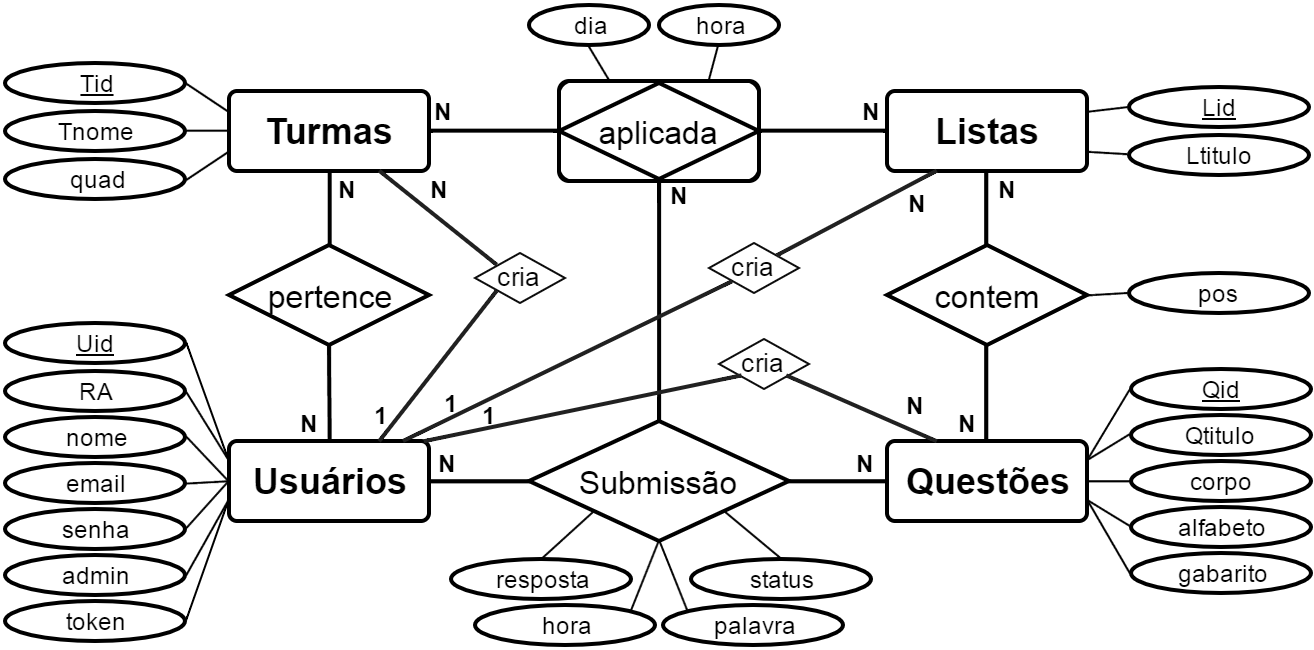 dia
hora
Tid
Tnome
quad
Turmas
N
aplicada
N
Listas
Lid
Ltitulo
N
N
N
N
N
cria
cria
pertence
contem
pos
Uid
RA
nome
email
senha
admin
token
cria
N
1
1
1
N
N
Usuários
N
Submissão
N
Questões
Qid
Qtitulo
corpo
alfabeto
gabarito
resposta
status
hora
palavra